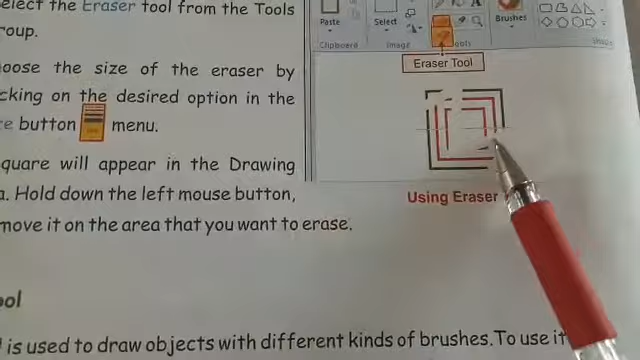 elect the Eraser tool from the Tools
roup.
oose the size of the eraser by
cking on the desired option in the
e button menu.
quare will appear in the Drawing
a. Hold down the left mouse button,
move it on the area that you want to erase.
ool
is used to draw objects with different kinds of brushes. To use it
Paste
Select
Brushes
Clipboard
Image
Tools
Shapes
A
Eraser Tool
Using Eraser